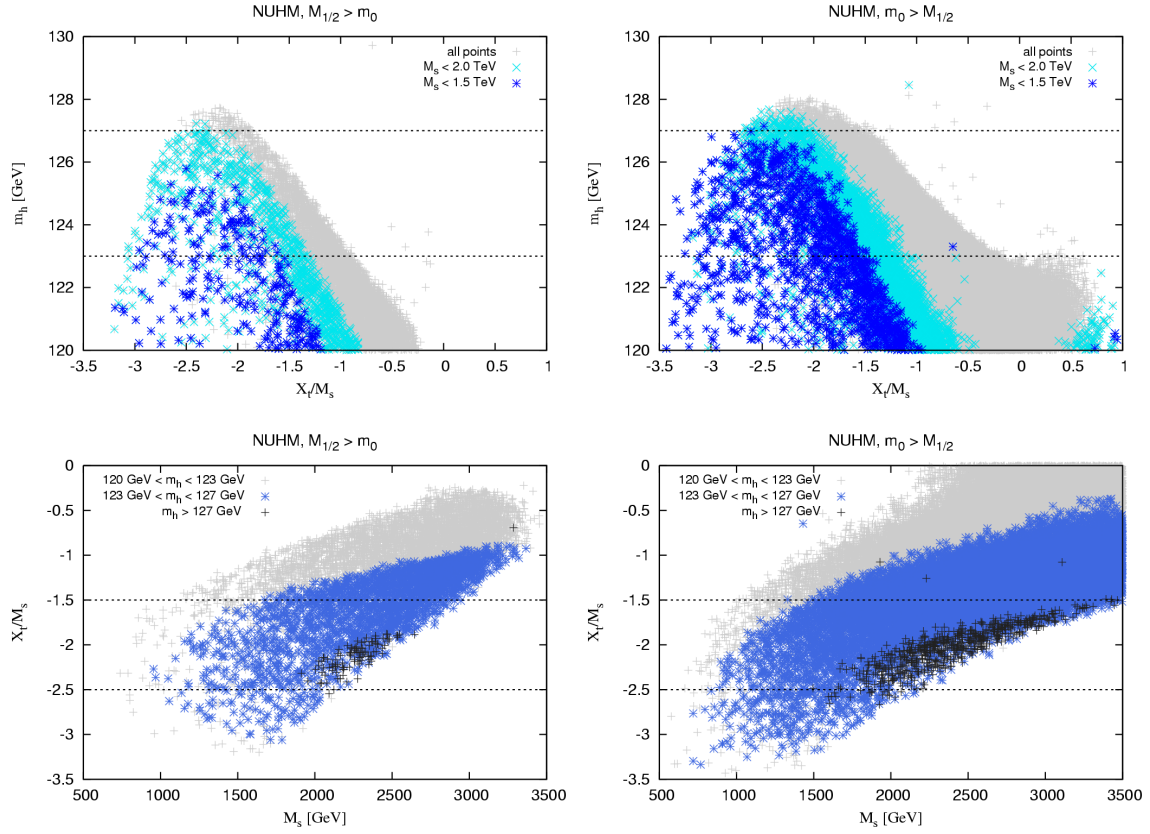 NUHM, M1/2 > m0
130
128
126
124
122
120
mh [GeV]
all points
Ms < 2.0 TeV
Ms < 1.5 TeV
-3.5 -3 -2.5 -2 -1.5 -1 -0.5 0 0.5 1
Xt/Ms
NUHM, m0 > M1/2
130
128
126
124
122
120
mh [GeV]
all points
Ms < 2.0 TeV
Ms < 1.5 TeV
-3.5 -3 -2.5 -2 -1.5 -1 -0.5 0 0.5 1
Xt/Ms
NUHM, M1/2 > m0
0
-0.5
-1
-1.5
-2
-2.5
-3
-3.5
Xt/Ms
120 GeV < mh < 123 GeV
123 GeV < mh < 127 GeV
mh > 127 GeV
500 1000 1500 2000 2500 3000 3500
Ms [GeV]
NUHM, m0 > M1/2
0
-0.5
-1
-1.5
-2
-2.5
-3
-3.5
Xt/Ms
120 GeV < mh < 123 GeV
123 GeV < mh < 127 GeV
mh > 127 GeV
500 1000 1500 2000 2500 3000 3500
Ms [GeV]